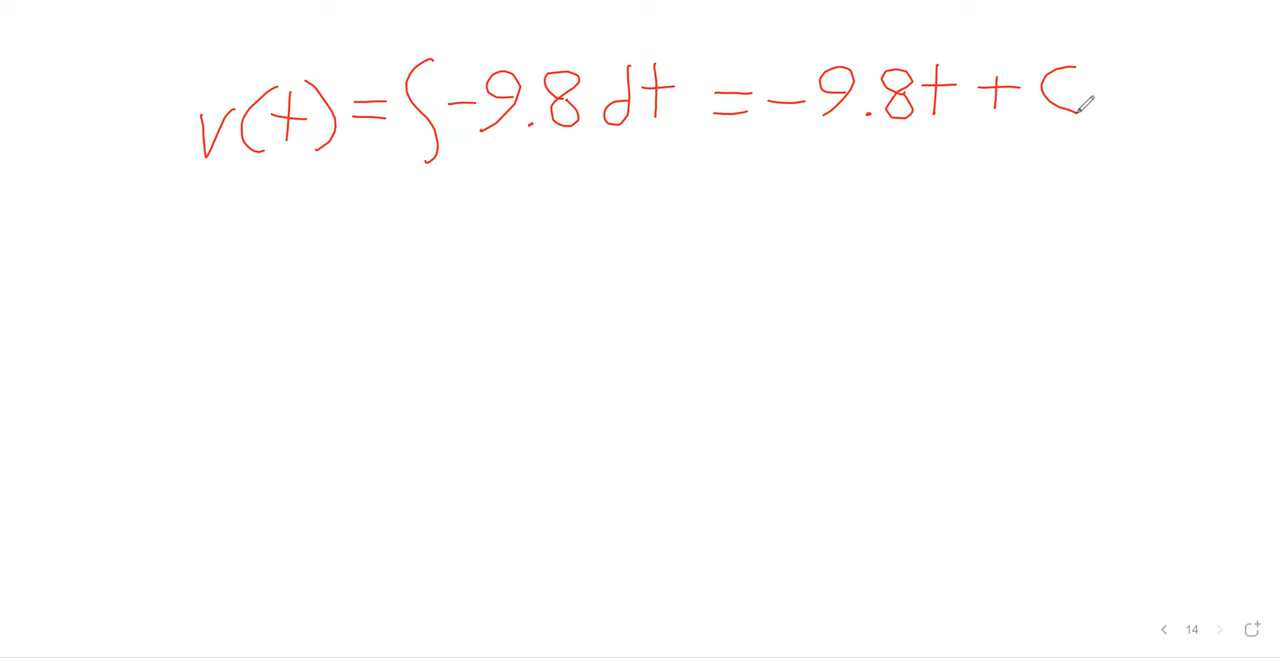 v(t) = ∫ -9.8 dt = -9.8t + C
14